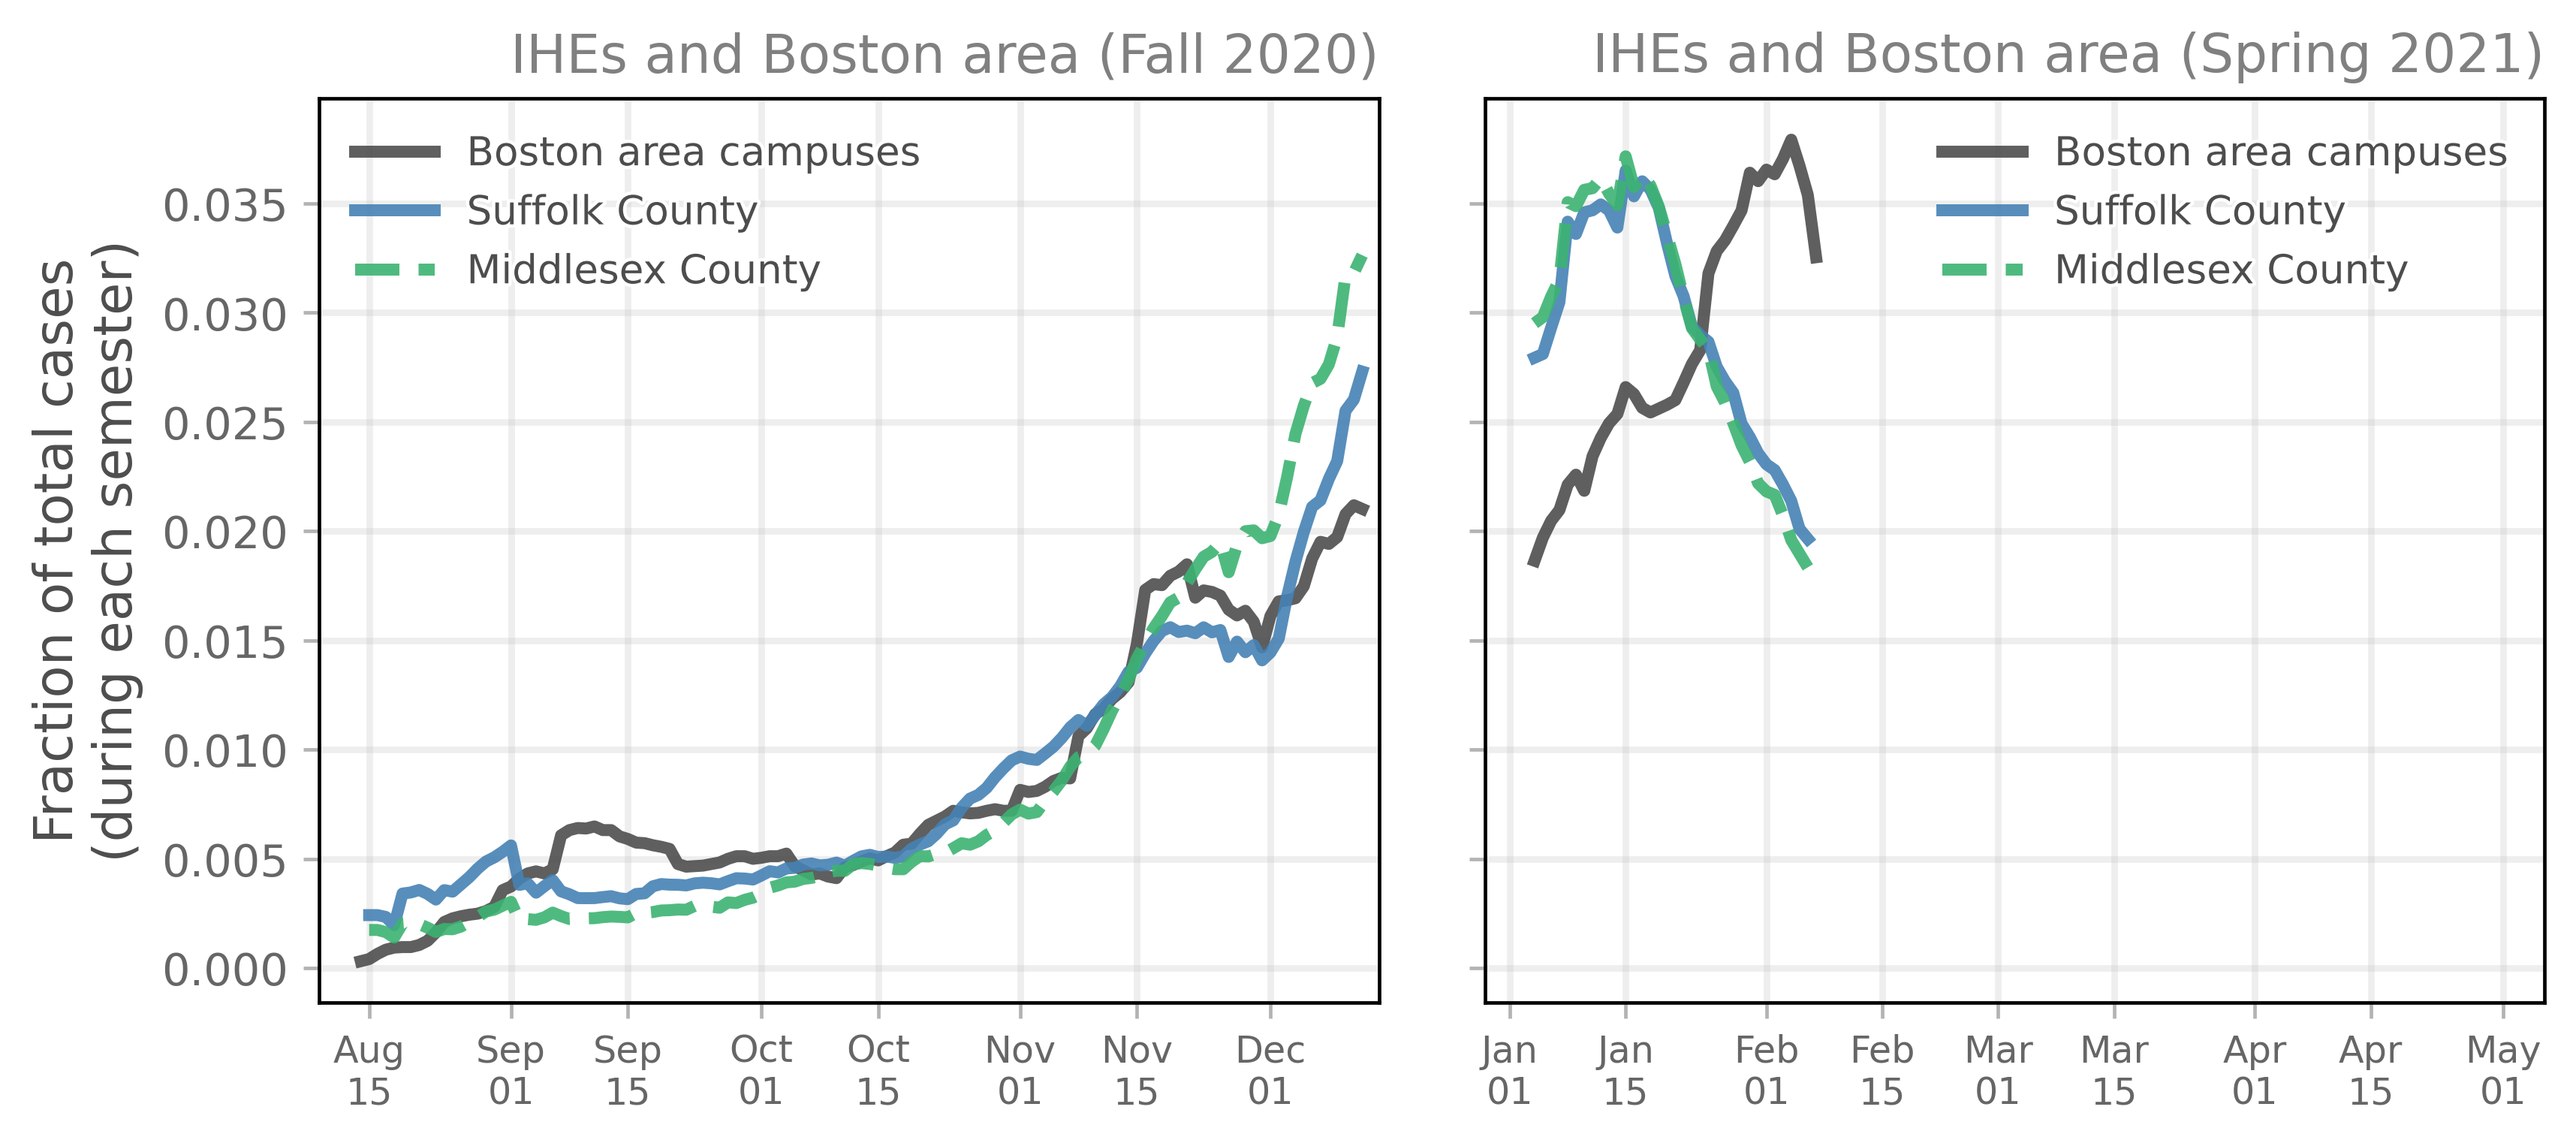 IHEs and Boston area (Fall 2020)
Boston area campuses
Suffolk County
Middlesex County
Fraction of total cases
(during each semester)
0.035
0.030
0.025
0.020
0.015
0.010
0.005
0.000
Aug Sep Sep Oct Oct Nov Nov Dec
15 01 15 01 15 01 15 01
IHEs and Boston area (Spring 2021)
Boston area campuses
Suffolk County
Middlesex County
Jan Jan Feb Feb Mar Mar Apr Apr May
01 15 01 15 01 15 01 15 01